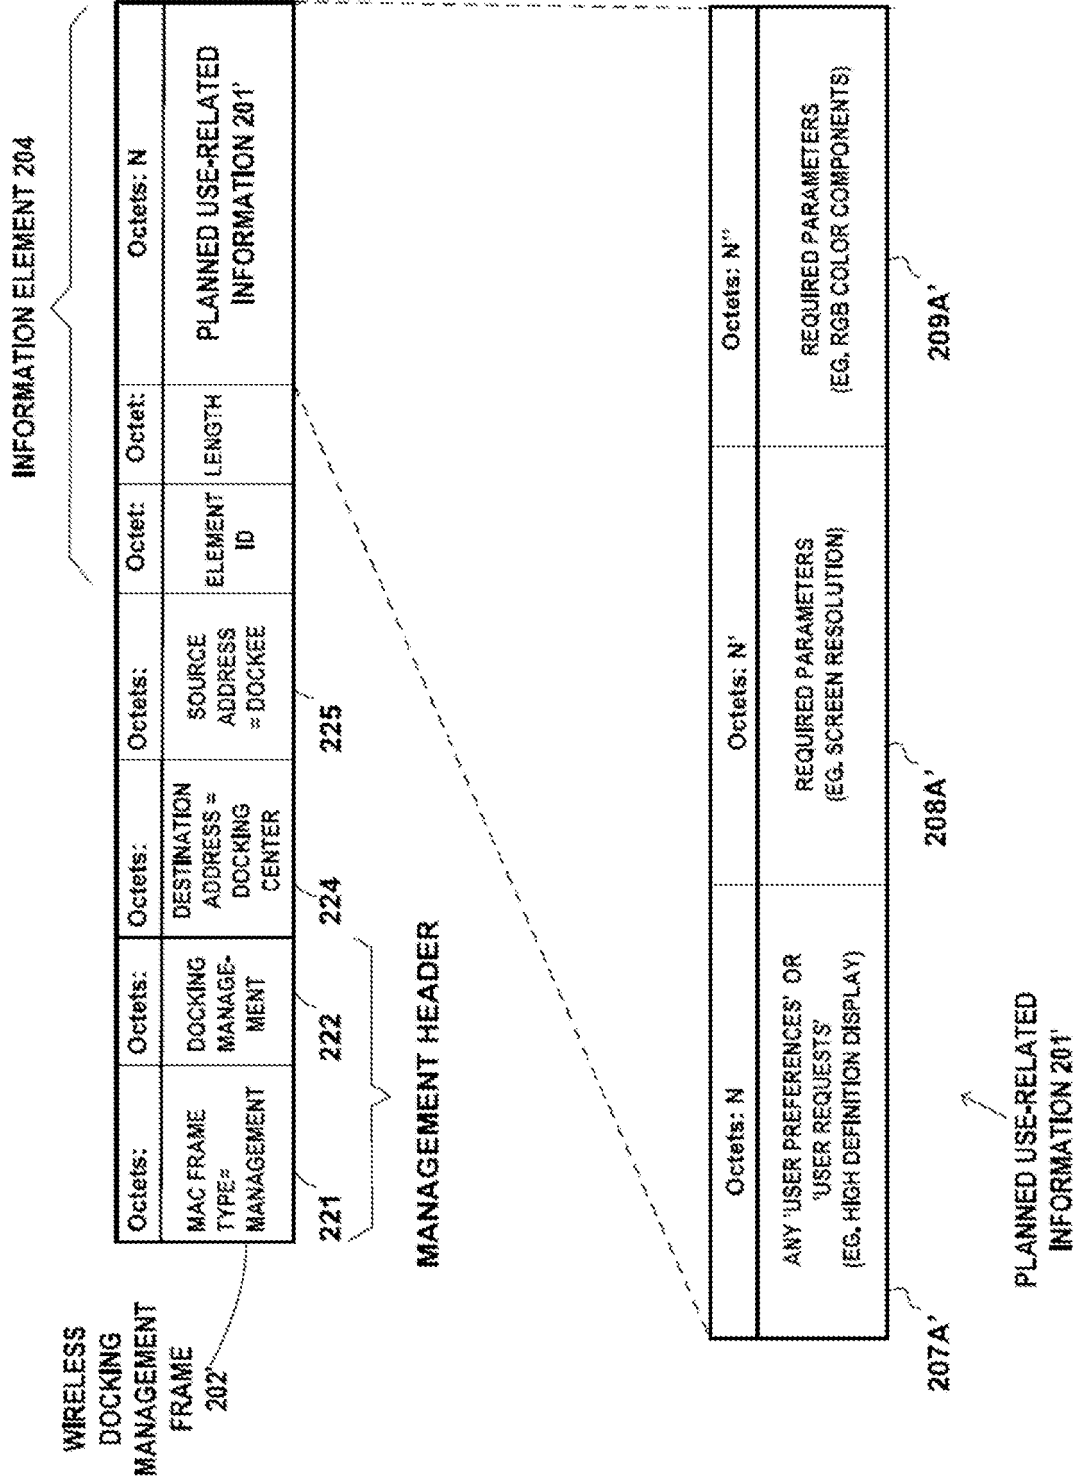 INFORMATION ELEMENT 204
WIRELESS
DOCKING
MANAGEMENT
FRAME
202'
Octets:
Octets:
Octets:
Octets:
Octet:
Octet:
Octets: N
MAC FRAME
TYPE=
MANAGEMENT
DOCKING
MANAGE-
MENT
DESTINATION
ADDRESS =
DOCKING
CENTER
SOURCE
ADDRESS
= DOCKEE
ELEMENT
ID
LENGTH
PLANNED USE-RELATED
INFORMATION 201'
221
222
224
225
MANAGEMENT HEADER
Octets: N
Octets: N'
Octets: N''
ANY 'USER PREFERENCES' OR
'USER REQUESTS'
(EG. HIGH DEFINITION DISPLAY)
REQUIRED PARAMETERS
(EG. SCREEN RESOLUTION)
REQUIRED PARAMETERS
(EG. RGB COLOR COMPONENTS)
207A'
208A'
209A'
PLANNED USE-RELATED
INFORMATION 201'